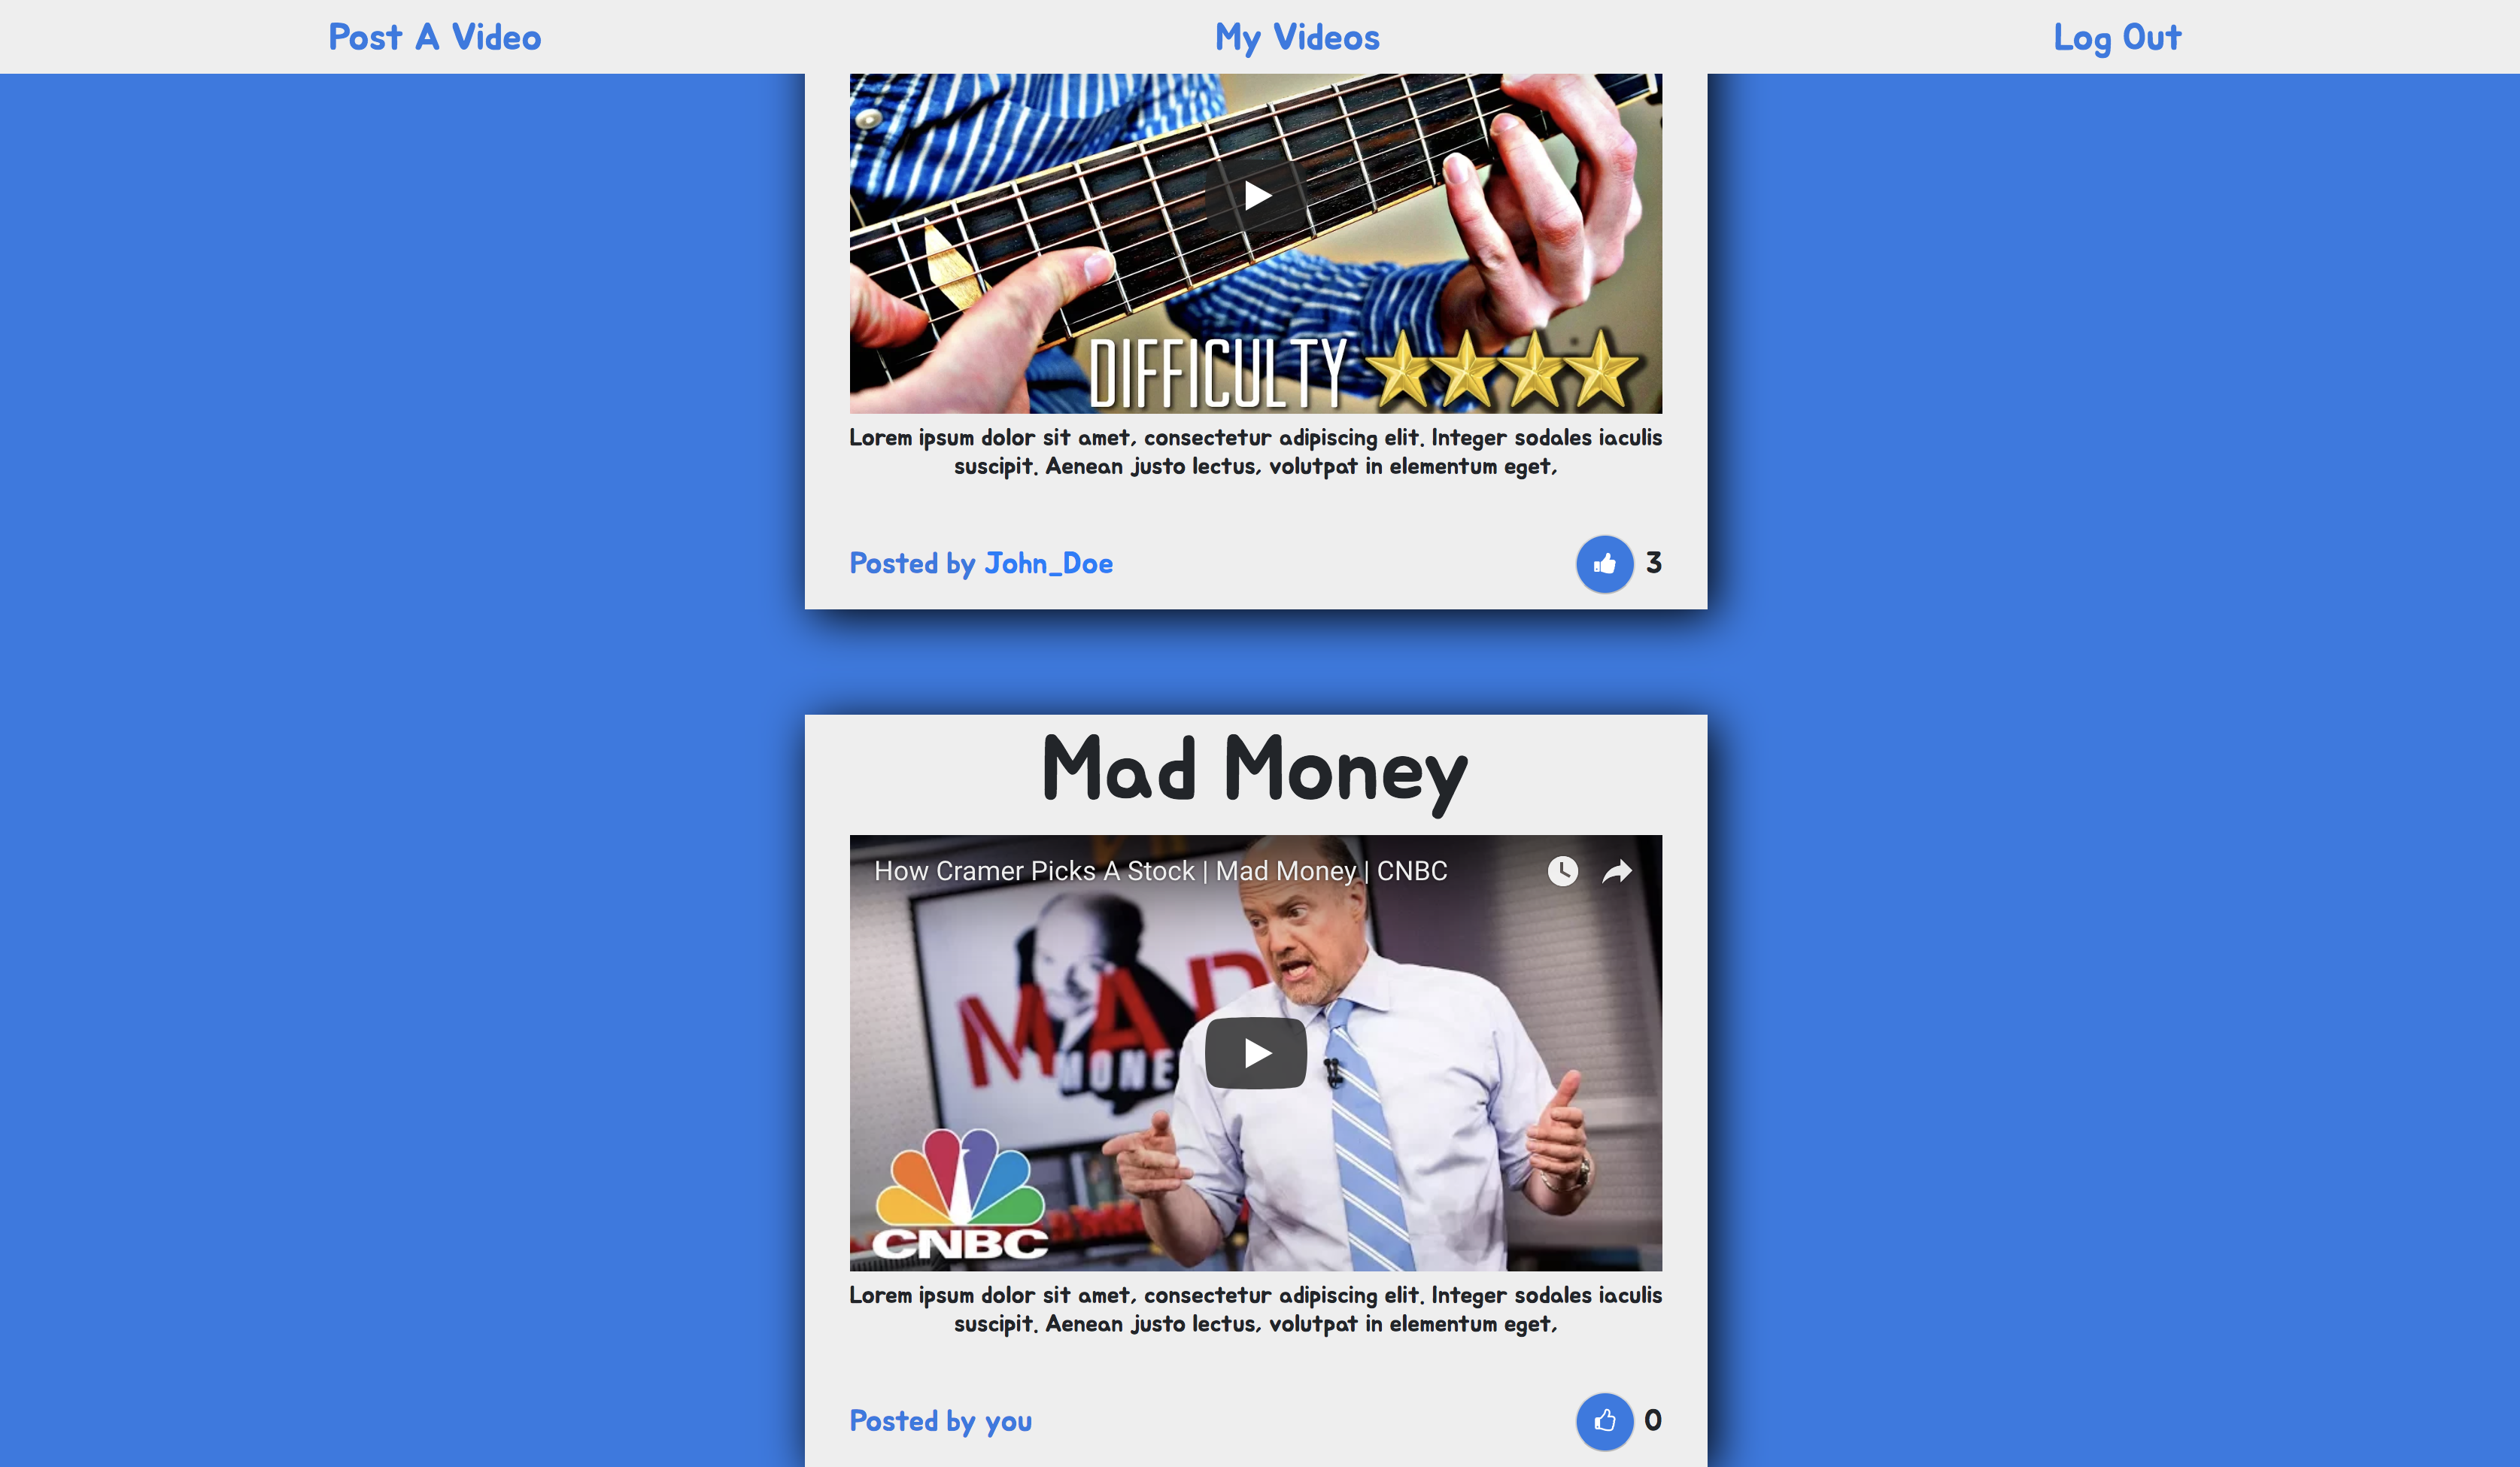 Post A Video
My Videos
Log Out
DIFFICULTY
Lorem ipsum dolor sit amet, consectetur adipiscing elit. Integer sodales iaculis
suscipit. Aenean justo lectus, volutpat in elementum eget,
Posted by John_Doe
3
Mad Money
How Cramer Picks A Stock | Mad Money | CNBC
MAD
MONE
CNBC
Lorem ipsum dolor sit amet, consectetur adipiscing elit. Integer sodales iaculis
suscipit. Aenean justo lectus, volutpat in elementum eget,
Posted by you
0